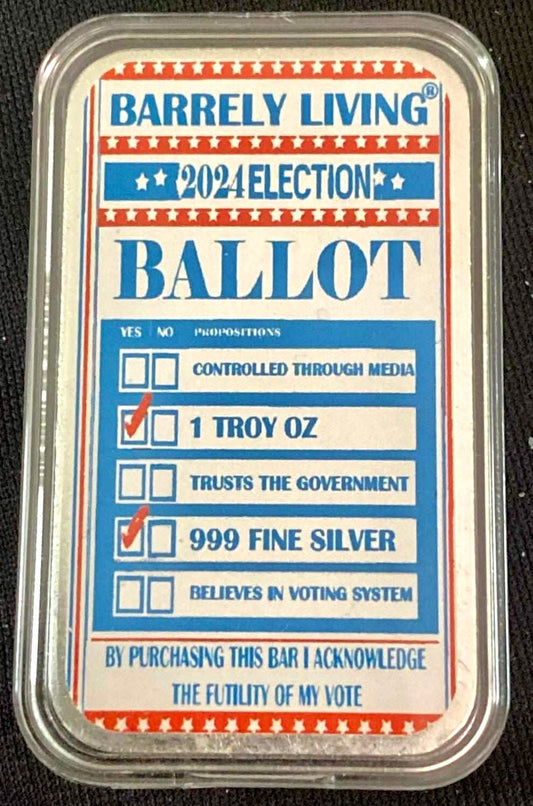 BARRELY LIVING®
2024 ELECTION
BALLOT
YES NO PROPOSITIONS
CONTROLLED THROUGH MEDIA
1 TROY OZ
TRUSTS THE GOVERNMENT
999 FINE SILVER
BELIEVES IN VOTING SYSTEM
BY PURCHASING THIS BAR I ACKNOWLEDGE
THE FUTILITY OF MY VOTE